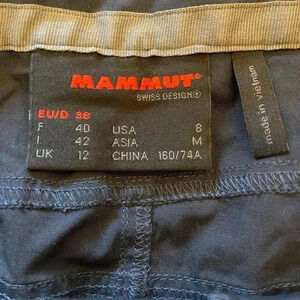 MAMMUT®
SWISS DESIGN
EU/D 38
F 40 USA 8
I 42 ASIA M
UK 12 CHINA 160/74A
made in vietnam